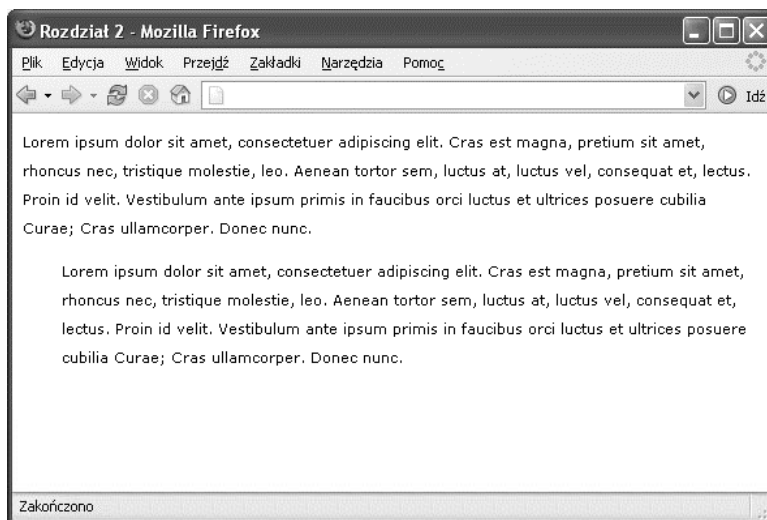 Rozdział 2 - Mozilla Firefox
Plik Edycja Widok Przejdź Zakładki Narzędzia Pomoc
Idź
Lorem ipsum dolor sit amet, consectetuer adipiscing elit. Cras est magna, pretium sit amet,
rhoncus nec, tristique molestie, leo. Aenean tortor sem, luctus at, luctus vel, consequat et, lectus.
Proin id velit. Vestibulum ante ipsum primis in faucibus orci luctus et ultrices posuere cubilia
Curae; Cras ullamcorper. Donec nunc.
Lorem ipsum dolor sit amet, consectetuer adipiscing elit. Cras est magna, pretium sit amet,
rhoncus nec, tristique molestie, leo. Aenean tortor sem, luctus at, luctus vel, consequat et,
lectus. Proin id velit. Vestibulum ante ipsum primis in faucibus orci luctus et ultrices posuere
cubilia Curae; Cras ullamcorper. Donec nunc.
Zakończono